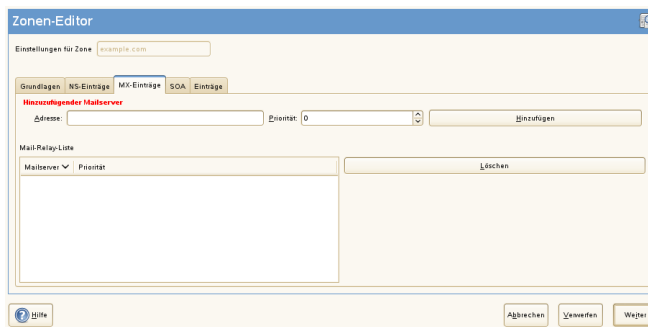 Zonen-Editor
Einstellungen für Zone example.com
Grundlagen NS-Einträge MX-Einträge SOA Einträge
Hinzuzufügender Mailserver
Adresse: Priorität: 0 Hinzufügen
Mail-Relay-Liste
Mailserver Priorität Löschen
Hilfe Abbrechen Verwerfen Weiter